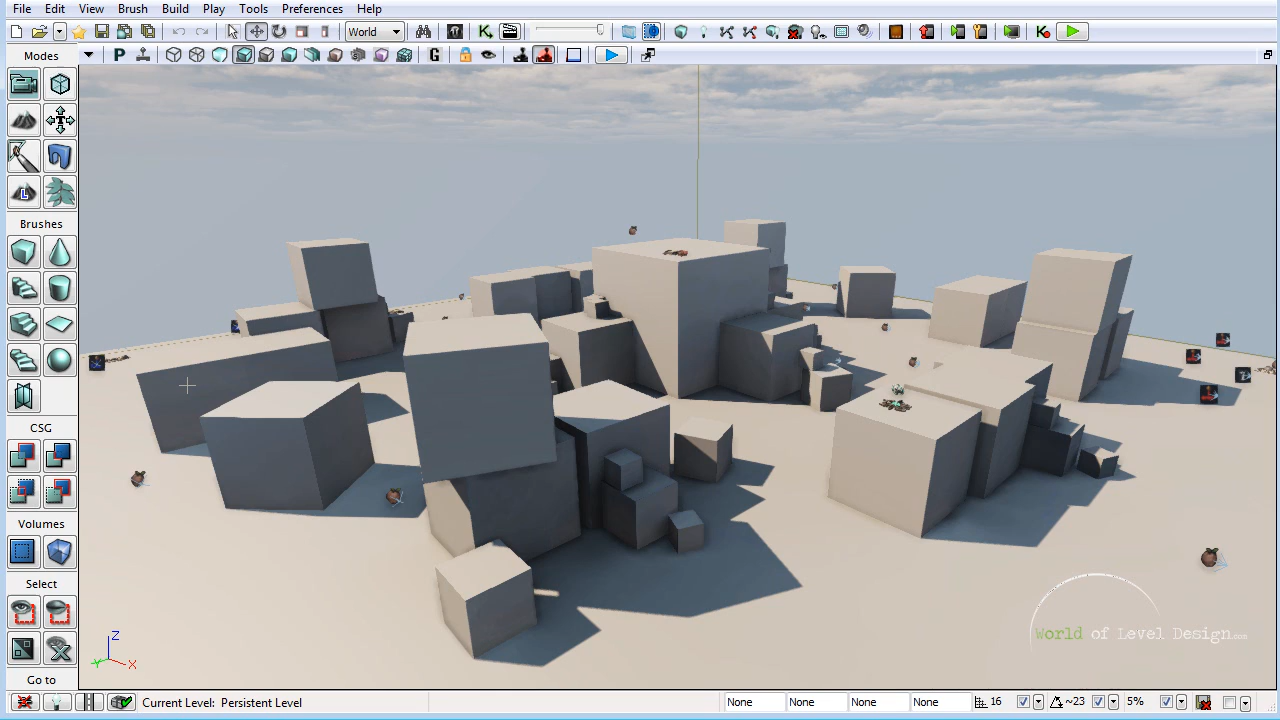 File Edit View Brush Build Play Tools Preferences Help
World
P
G
Modes
L
Brushes
CSG
Volumes
Select
Go to
Z
Y
X
World of Level Design.com
Current Level: Persistent Level
None None None None 16 ~23 5%